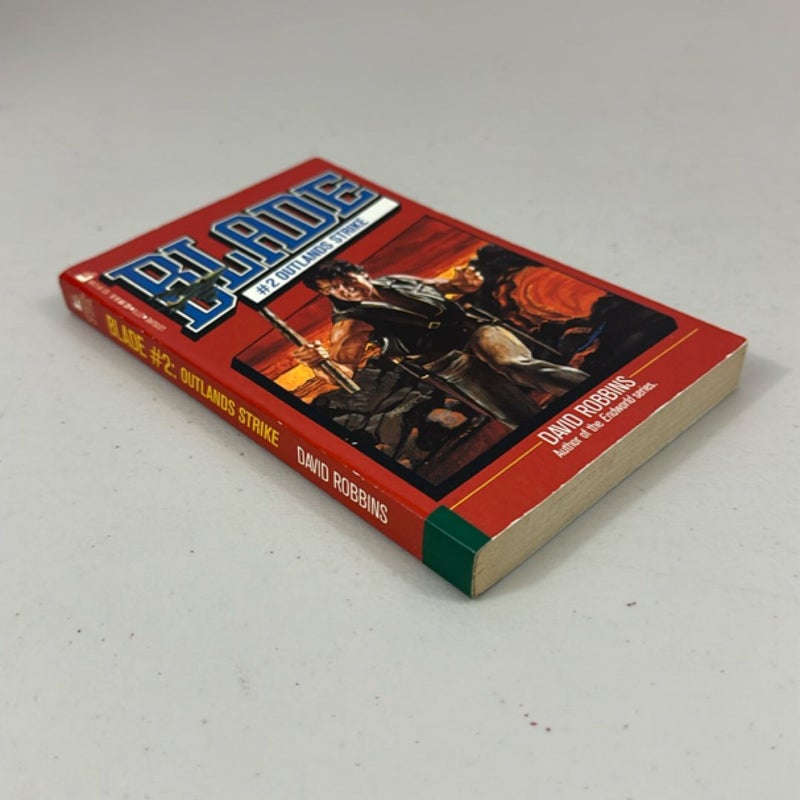 BLADE
#2 OUTLANDS STRIKE
DAVID ROBBINS
Author of the Endworld series.
BLADE #2: OUTLANDS STRIKE
DAVID ROBBINS